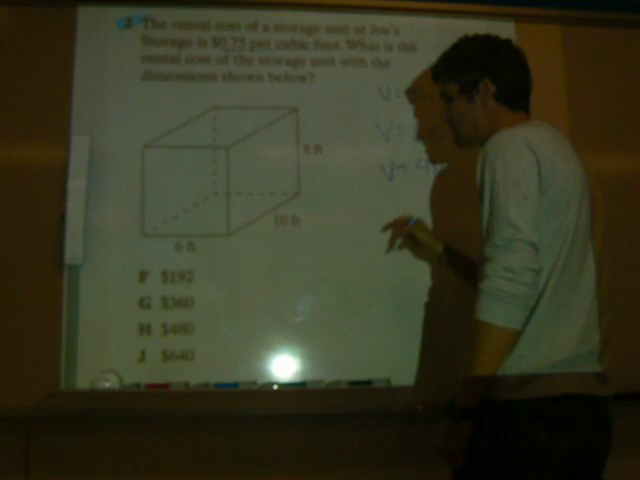 2 The rental cost of a storage unit at Joe's
Storage is $0.75 per cubic foot. What is the
rental cost of the storage unit with the
dimensions shown below?
V=
V=
V=
8 ft
10 ft
6 ft
F $192
G $360
H $480
J $640